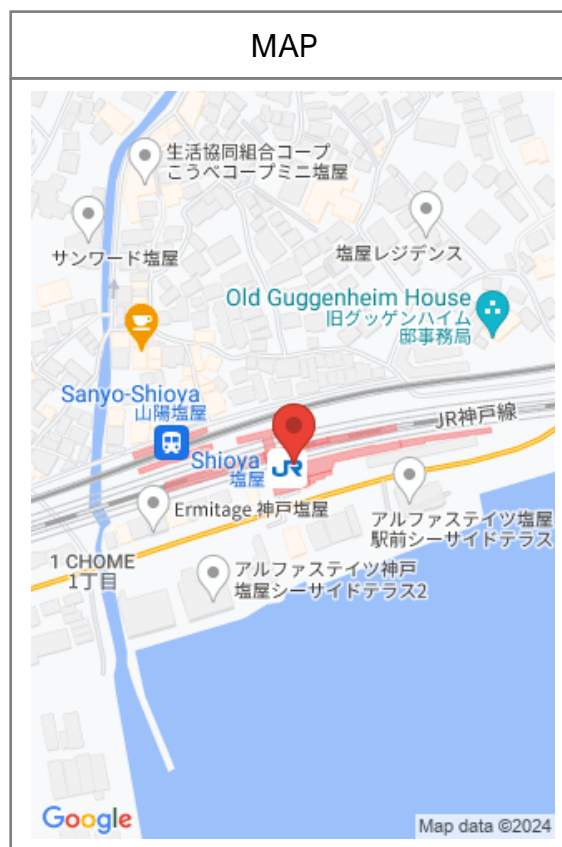 MAP
生活協同組合コープ
こうべコープミニ塩屋
サンワード塩屋
塩屋レジデンス
Old Guggenheim House
旧グッゲンハイム
邸事務局
Sanyo-Shioya
山陽塩屋
JR神戸線
Shioya
塩屋
JR
Ermitage 神戸塩屋
アルファステイツ塩屋
駅前シーサイドテラス
1 CHOME
1丁目
アルファステイツ神戸
塩屋シーサイドテラス2
Google
Map data ©2024